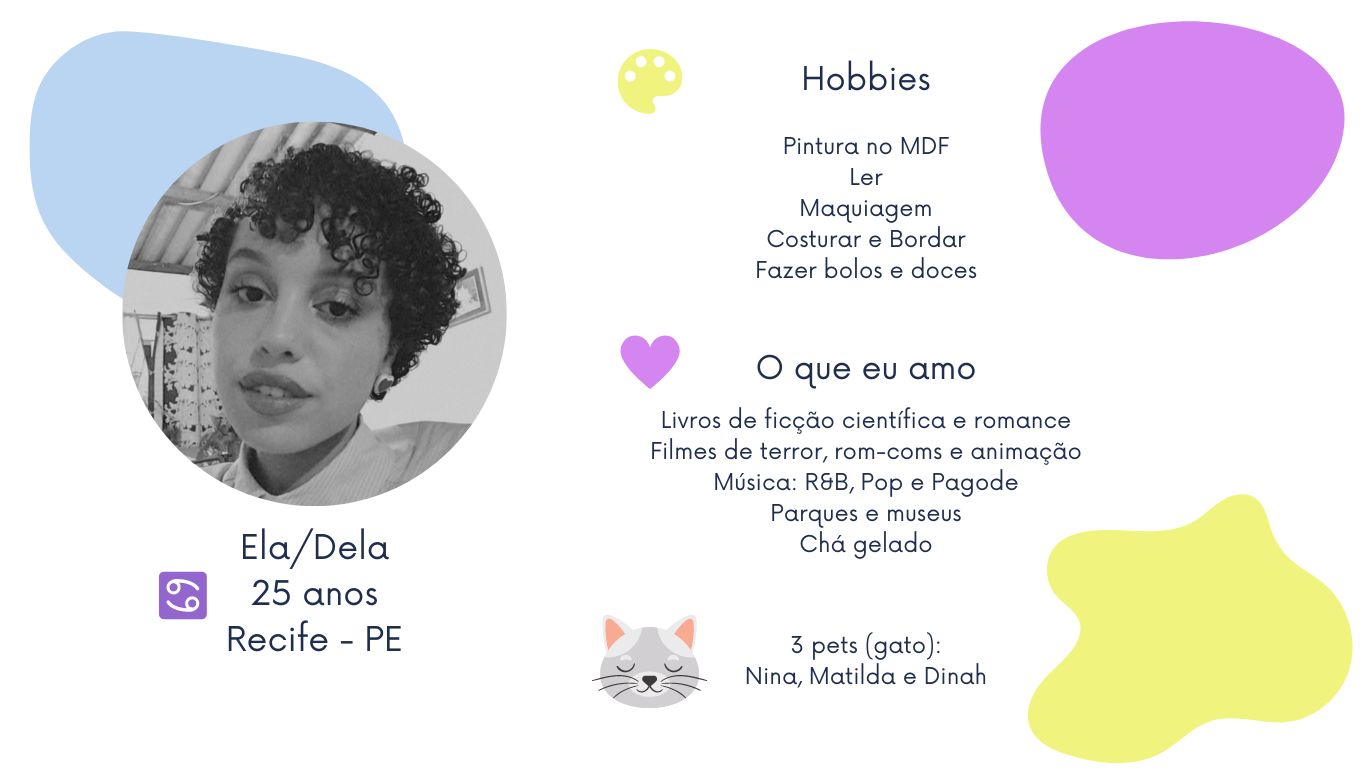 Ela/Dela
25 anos
Recife - PE
Hobbies
Pintura no MDF
Ler
Maquiagem
Costurar e Bordar
Fazer bolos e doces
O que eu amo
Livros de ficção científica e romance
Filmes de terror, rom-coms e animação
Música: R&B, Pop e Pagode
Parques e museus
Chá gelado
3 pets (gato):
Nina, Matilda e Dinah